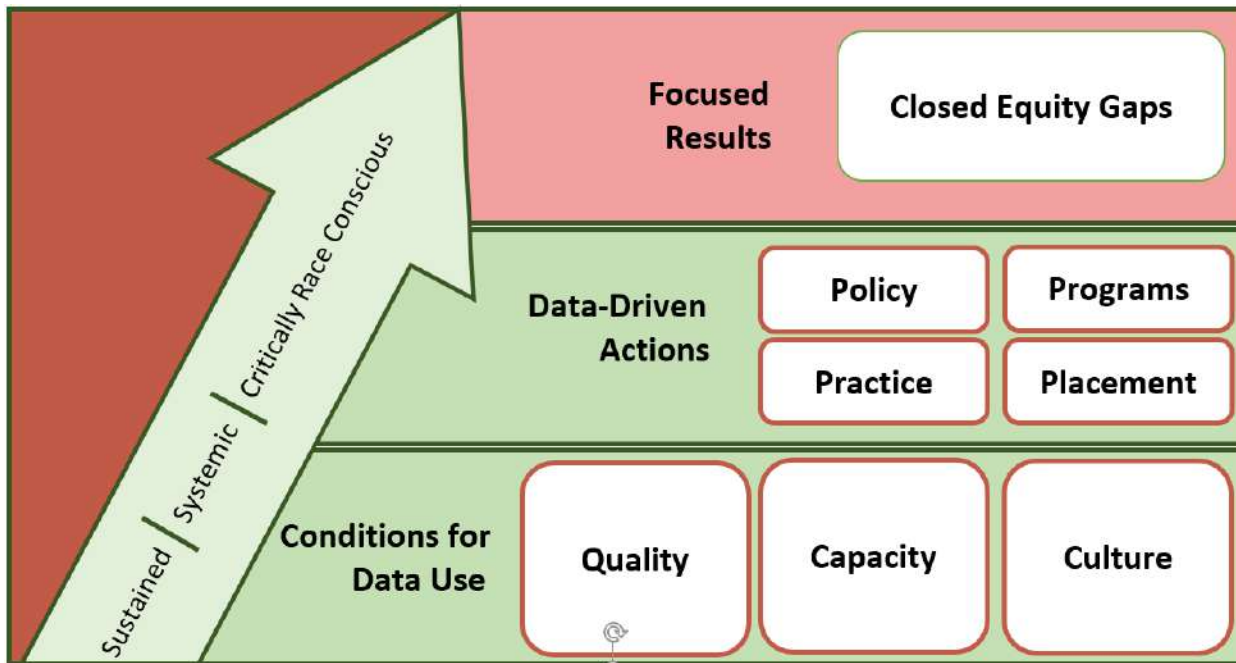 Focused
Results
Closed Equity Gaps
Data-Driven
Actions
Policy
Programs
Practice
Placement
Conditions for
Data Use
Quality
Capacity
Culture
Sustained
Systemic
Critically Race Conscious